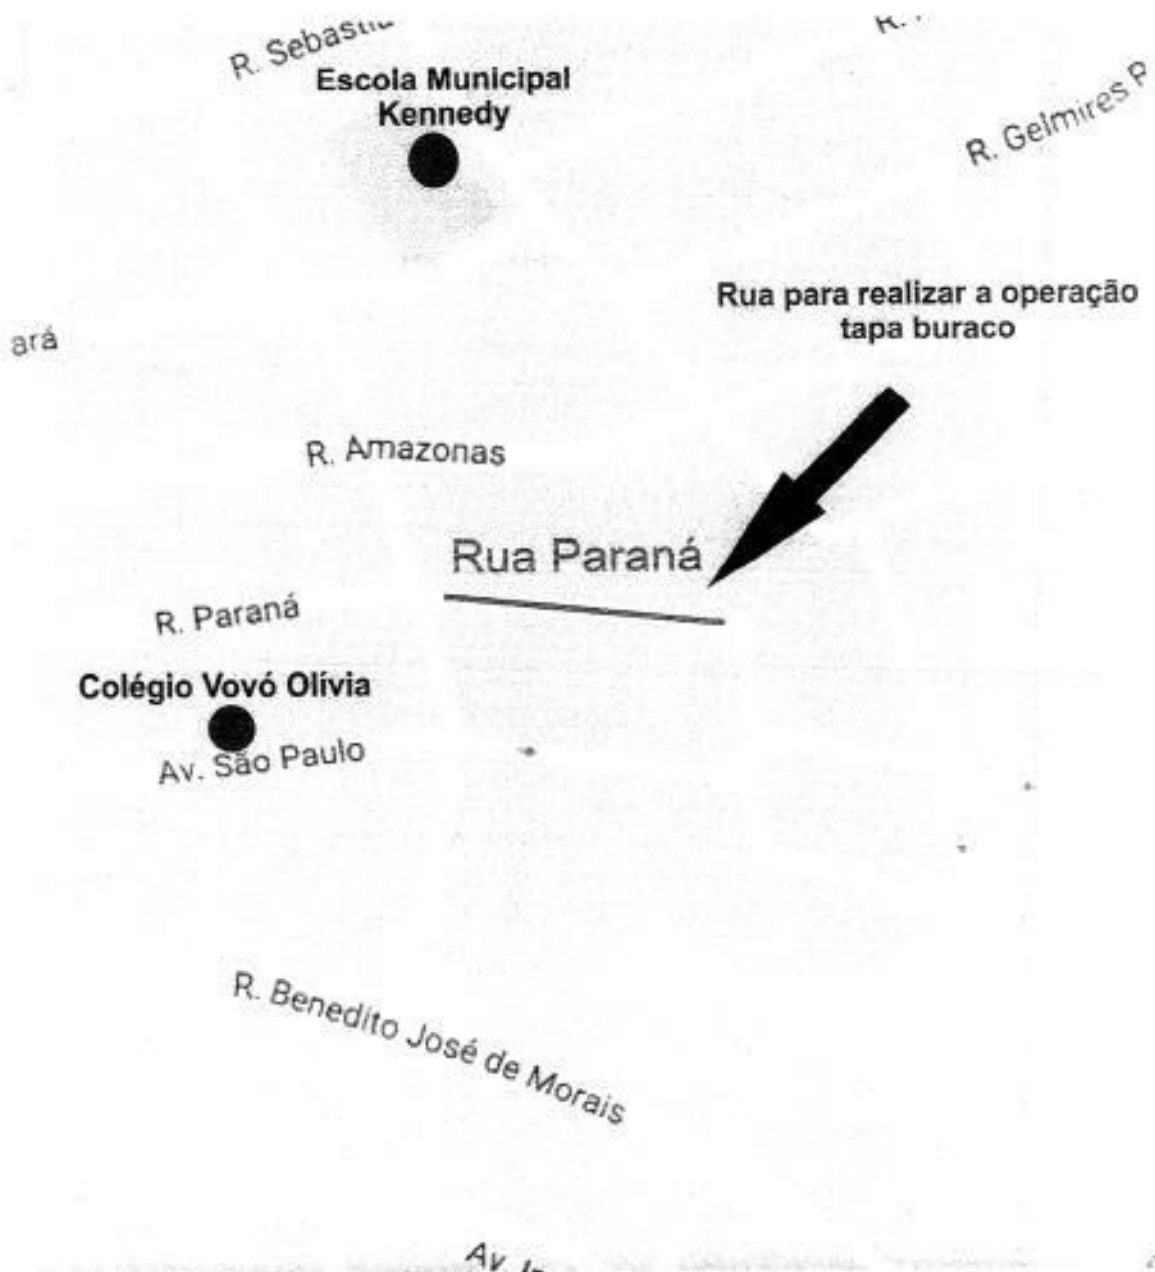 R. Sebastia
Escola Municipal
Kennedy
R.
R. Gelmires P
Rua para realizar a operação
tapa buraco
ará
R. Amazonas
Rua Paraná
R. Paraná
Colégio Vovó Olívia
Av. São Paulo
R. Benedito José de Morais
Av.